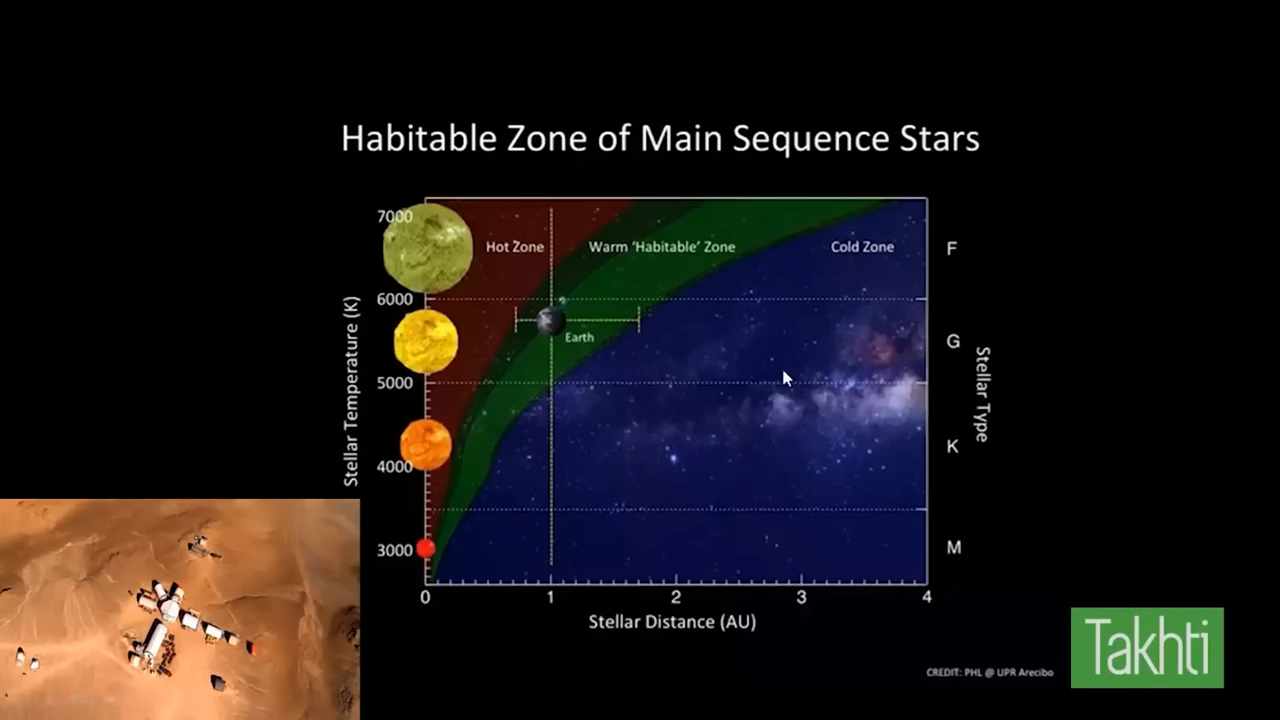 Habitable Zone of Main Sequence Stars
7000
Hot Zone
Warm ‘Habitable’ Zone
Cold Zone
F
6000
Earth
G
5000
Stellar Temperature (K)
Stellar Type
K
4000
3000
M
0 1 2 3 4
Stellar Distance (AU)
CREDIT: PHL @ UPR Arecibo
Takhti